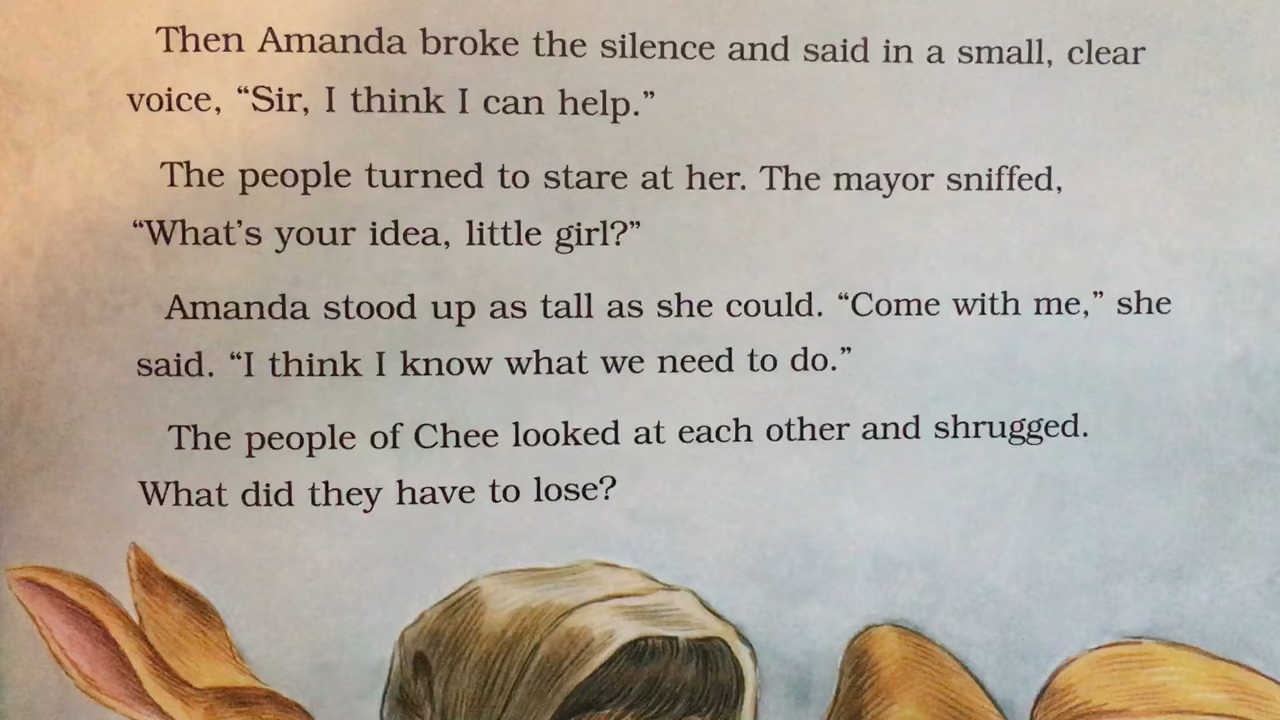 Then Amanda broke the silence and said in a small, clear
voice, “Sir, I think I can help.”
The people turned to stare at her. The mayor sniffed,
“What’s your idea, little girl?”
Amanda stood up as tall as she could. “Come with me,” she
said. “I think I know what we need to do.”
The people of Chee looked at each other and shrugged.
What did they have to lose?